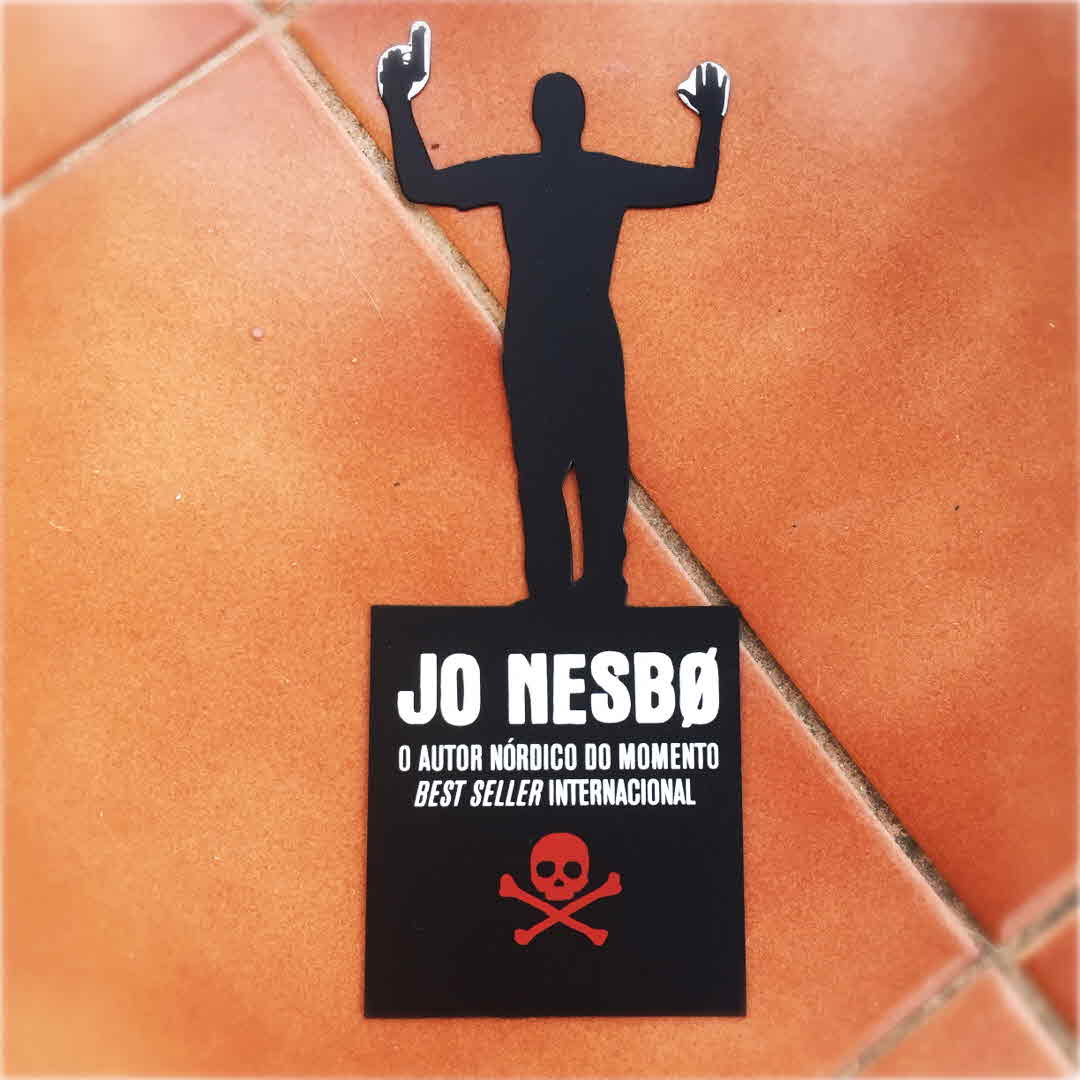 JO NESBØ
O AUTOR NÓRDICO DO MOMENTO
BEST SELLER INTERNACIONAL